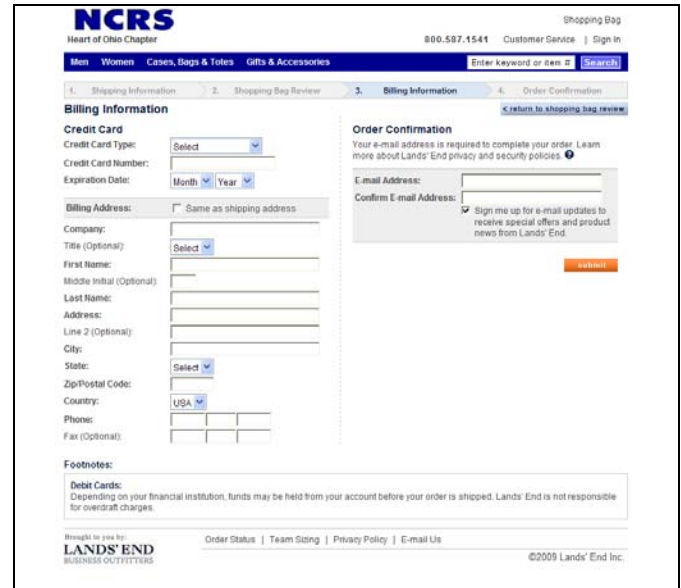 NCRS
Heart of Ohio Chapter
Shopping Bag
800.587.1541 Customer Service | Sign In
Men Women Cases, Bags & Totes Gifts & Accessories Enter keyword or item # Search
1. Shipping Information 2. Shopping Bag Review 3. Billing Information 4. Order Confirmation
Billing Information
< return to shopping bag review
Credit Card
Credit Card Type: Select
Credit Card Number:
Expiration Date: Month Year
Billing Address: Same as shipping address
Company:
Title (Optional): Select
First Name:
Middle Initial (Optional):
Last Name:
Address:
Line 2 (Optional):
City:
State: Select
Zip/Postal Code:
Country: USA
Phone:
Fax (Optional):
Order Confirmation
Your e-mail address is required to complete your order. Learn
more about Lands' End privacy and security policies. ?
E-mail Address:
Confirm E-mail Address:
Sign me up for e-mail updates to
receive special offers and product
news from Lands' End.
submit
Footnotes:
Debit Cards:
Depending on your financial institution, funds may be held from your account before your order is shipped. Lands' End is not responsible
for overdraft charges.
Brought to you by:
LANDS' END
BUSINESS OUTFITTERS
Order Status | Team Sizing | Privacy Policy | E-mail Us
©2009 Lands' End Inc.